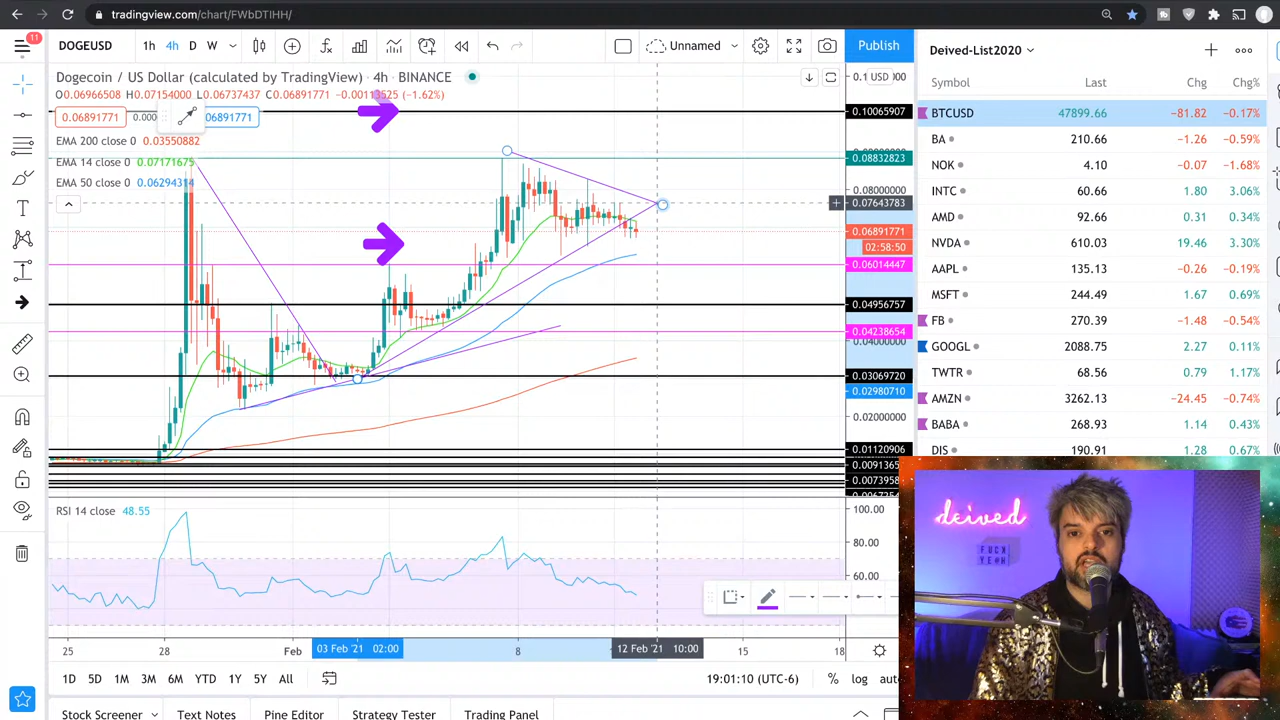 tradingview.com/chart/FWbDTIHH/
11
DOGEUSD
1h 4h D W
Unnamed
Publish
Deived-List2020
Dogecoin / US Dollar (calculated by TradingView) · 4h · BINANCE
O0.06966508 H0.07154000 L0.06737437 C0.06891771 −0.00113525 (−1.62%)
0.06891771 0.000 06891771
EMA 200 close 0 0.03550882
EMA 14 close 0 0.07171675
EMA 50 close 0 0.06294314
USD
0.10065907
0.08832823
0.08000000
0.07643783
0.06891771
02:58:50
0.06014447
0.04956757
0.04238654
0.04000000
0.03069720
0.02980710
0.02000000
0.01120906
0.0091365
0.0073958
RSI 14 close 48.55
100.00
80.00
60.00
25 28 Feb 03 Feb '21 02:00 8 12 Feb '21 10:00 15 18
1D 5D 1M 3M 6M YTD 1Y 5Y All
19:01:10 (UTC-6) % log aut
Stock Screener Text Notes Pine Editor Strategy Tester Trading Panel
Symbol Last Chg Chg%
BTCUSD 47899.66 −81.82 −0.17%
BA 210.66 −1.26 −0.59%
NOK 4.10 −0.07 −1.68%
INTC 60.66 1.80 3.06%
AMD 92.66 0.31 0.34%
NVDA 610.03 19.46 3.30%
AAPL 135.13 −0.26 −0.19%
MSFT 244.49 1.67 0.69%
FB 270.39 −1.48 −0.54%
GOOGL 2088.75 2.27 0.11%
TWTR 68.56 0.79 1.17%
AMZN 3262.13 −24.45 −0.74%
BABA 268.93 1.14 0.43%
DIS 190.91 1.28 0.67%
deived
FUCK
YEAH